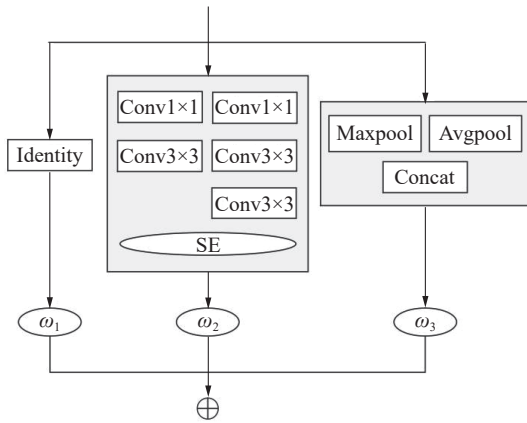 Conv1×1 Conv1×1
Maxpool Avgpool
Identity Conv3×3 Conv3×3
Concat
Conv3×3
SE
ω1 ω2 ω3